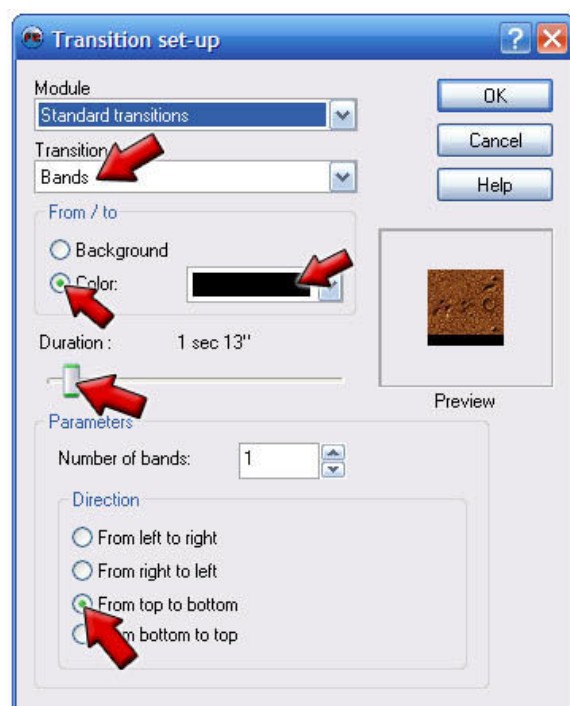 Transition set-up
Module
OK
Standard transitions
Cancel
Transition
Bands
Help
From / to
Background
Color:
Duration : 1 sec 13''
Preview
Parameters
Number of bands: 1
Direction
From left to right
From right to left
From top to bottom
bottom to top